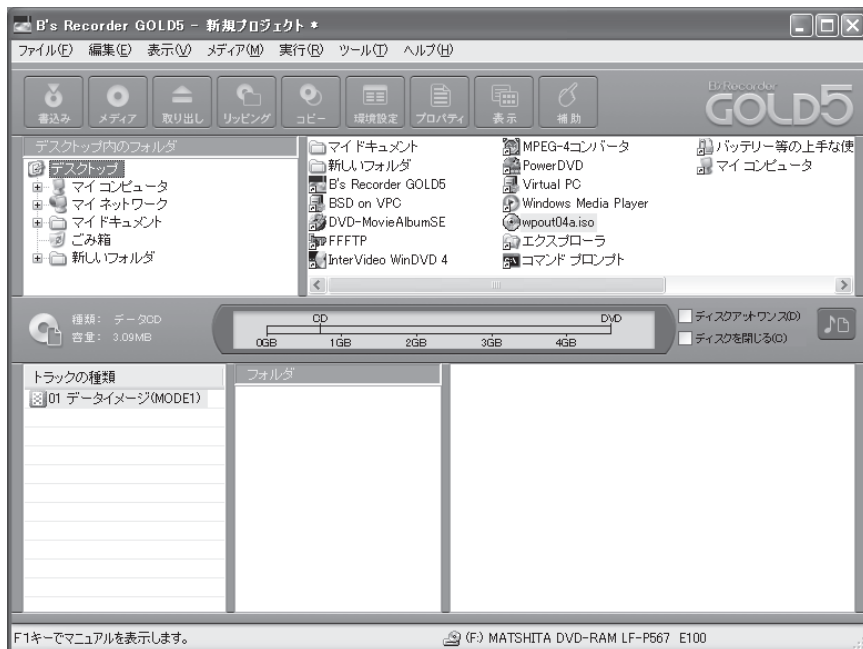 B's Recorder GOLD5 - 新規プロジェクト *
ファイル(F) 編集(E) 表示(V) メディア(M) 実行(R) ツール(T) ヘルプ(H)
書込み メディア 取り出し リッピング コピー 環境設定 プロパティ 表示 補助
B's Recorder
GOLD5
デスクトップ内のフォルダ
デスクトップ
マイ コンピュータ
マイ ネットワーク
マイ ドキュメント
ごみ箱
新しいフォルダ
マイ ドキュメント
新しいフォルダ
B's Recorder GOLD5
BSD on VPC
DVD-MovieAlbumSE
FFFTP
InterVideo WinDVD 4
MPEG-4コンバータ
PowerDVD
Virtual PC
Windows Media Player
wpout04a.iso
エクスプローラ
コマンド プロンプト
バッテリー等の上手な使
マイ コンピュータ
種類: データCD
容量: 3.09MB
CD DVD
0GB 1GB 2GB 3GB 4GB
ディスクアットワンス(D)
ディスクを閉じる(C)
トラックの種類
01 データイメージ(MODE1)
フォルダ
F1キーでマニュアルを表示します。
(F:) MATSHITA DVD-RAM LF-P567 E100